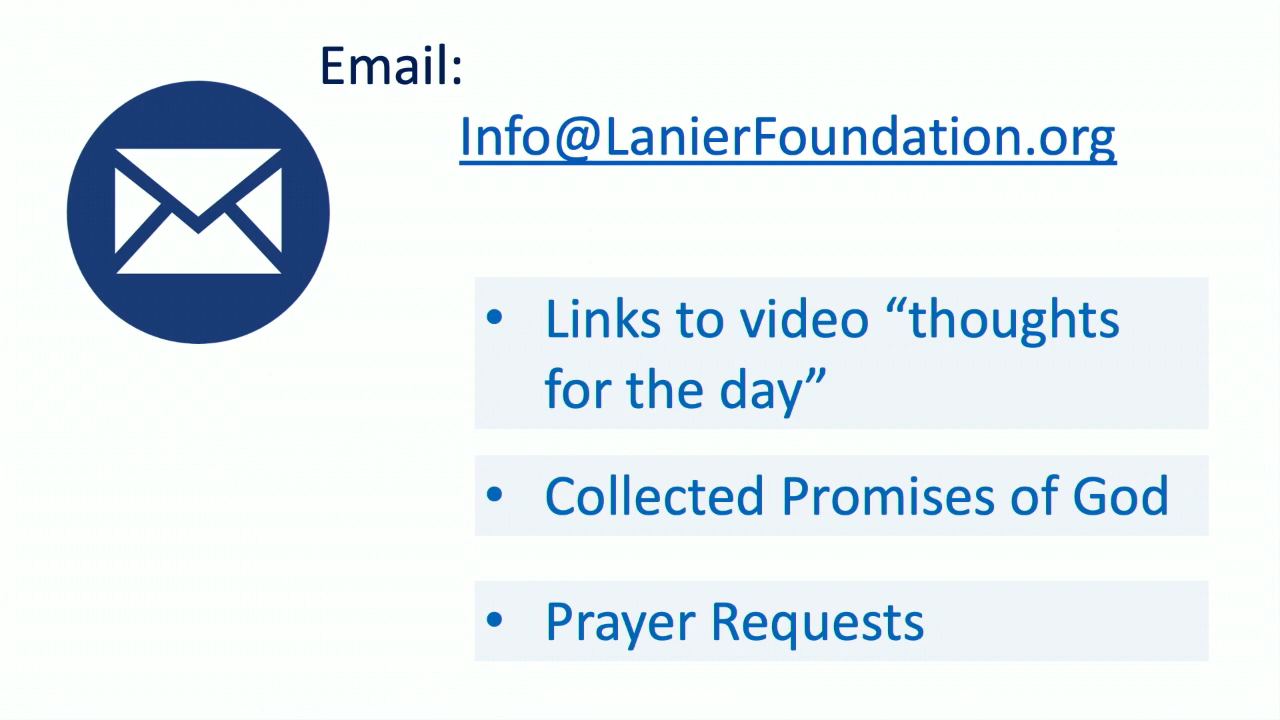 Email:
Info@LanierFoundation.org
• Links to video “thoughts
for the day”
• Collected Promises of God
• Prayer Requests